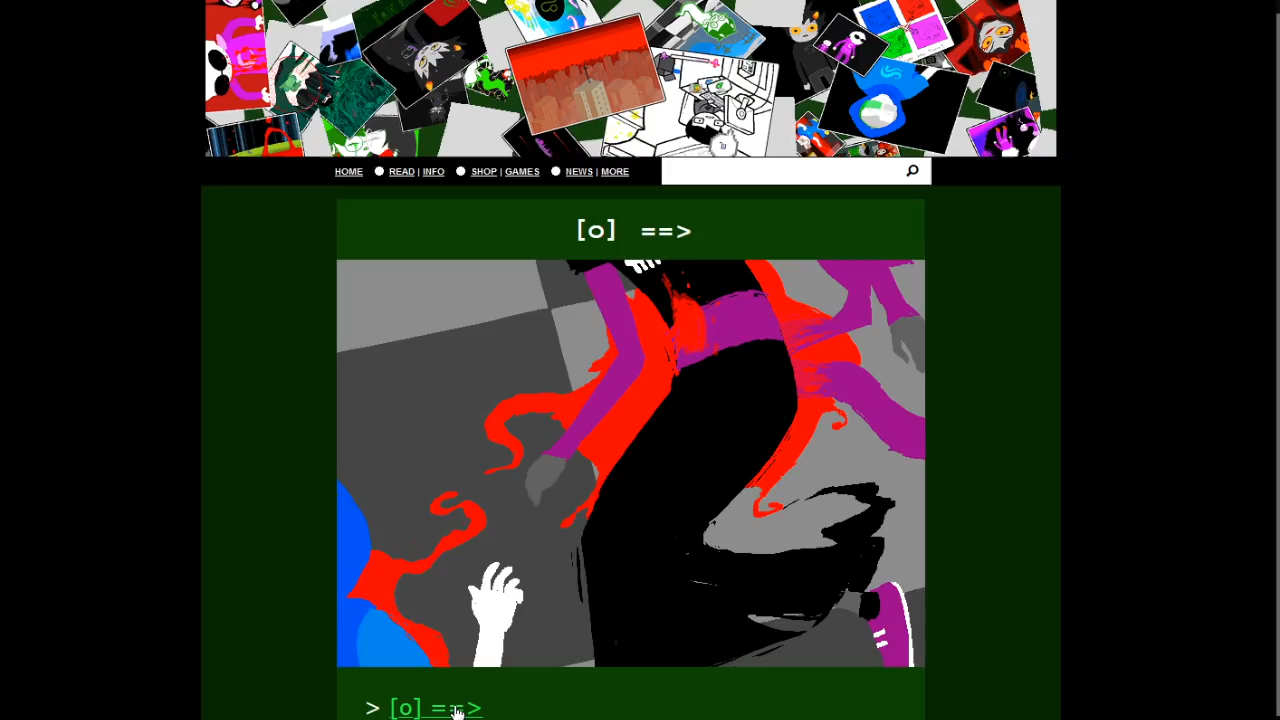 HOME READ | INFO SHOP | GAMES NEWS | MORE
[o] ==>
> [o] ==>